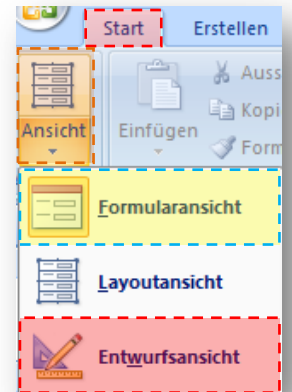 Start Erstellen
Ansicht
Einfügen
Formularansicht
Layoutansicht
Entwurfsansicht